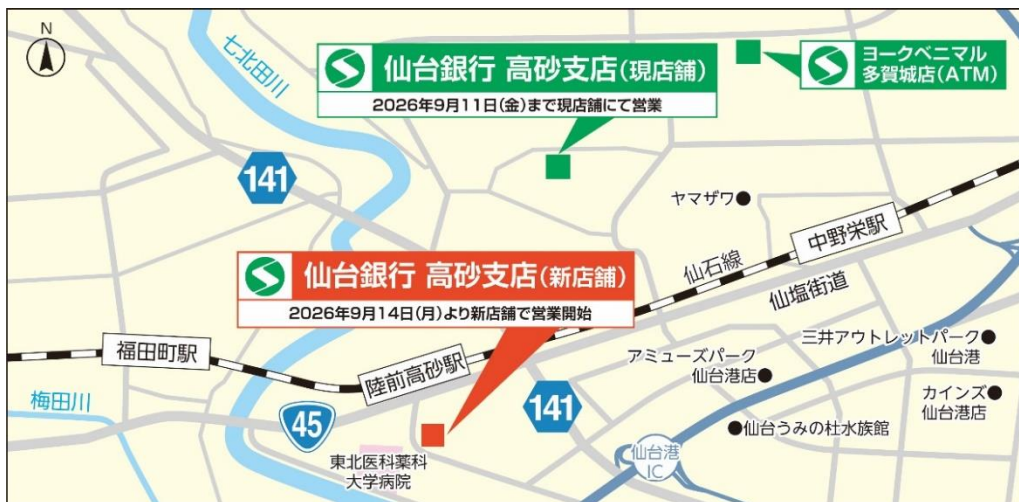 N
七北田川
仙台銀行 高砂支店(現店舗)
2026年9月11日(金)まで現店舗にて営業
ヨークベニマル
多賀城店(ATM)
141
ヤマザワ
中野栄駅
仙石線
仙塩街道
仙台銀行 高砂支店(新店舗)
2026年9月14日(月)より新店舗で営業開始
福田町駅
陸前高砂駅
三井アウトレットパーク
仙台港
アミューズパーク
仙台港店
カインズ
仙台港店
梅田川
45
141
仙台うみの杜水族館
仙台港
IC
東北医科薬科
大学病院